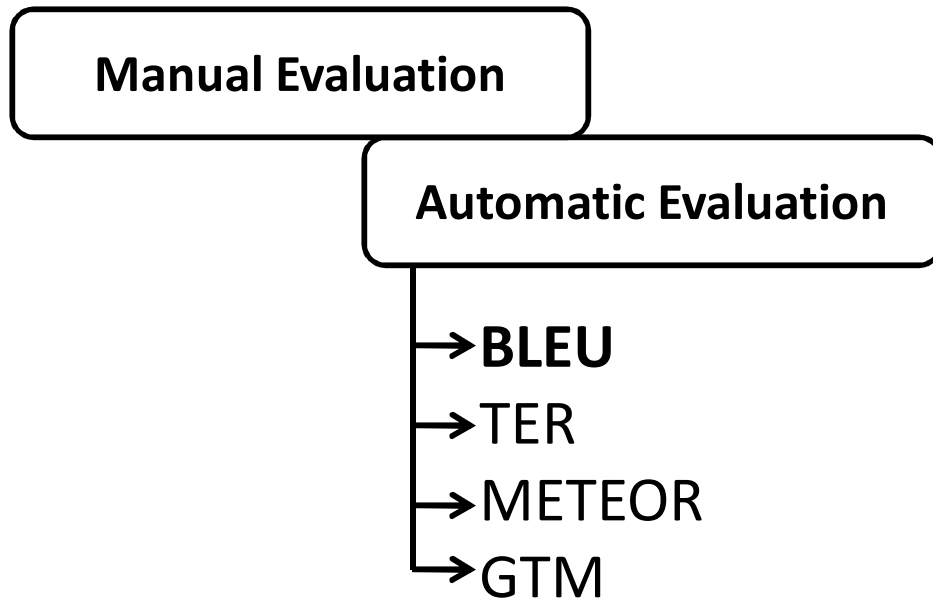 Manual Evaluation
Automatic Evaluation
BLEU
TER
METEOR
GTM